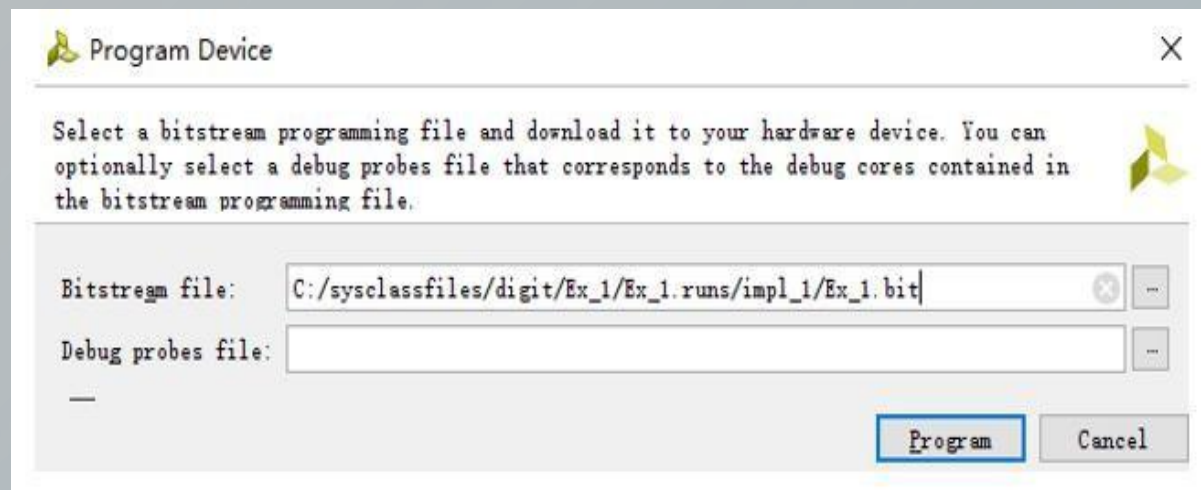 Program Device
Select a bitstream programming file and download it to your hardware device. You can
optionally select a debug probes file that corresponds to the debug cores contained in
the bitstream programming file.
Bitstream file: C:/sysclassfiles/digit/Ex_1/Ex_1.runs/impl_1/Ex_1.bit ...
Debug probes file: ...
Program Cancel